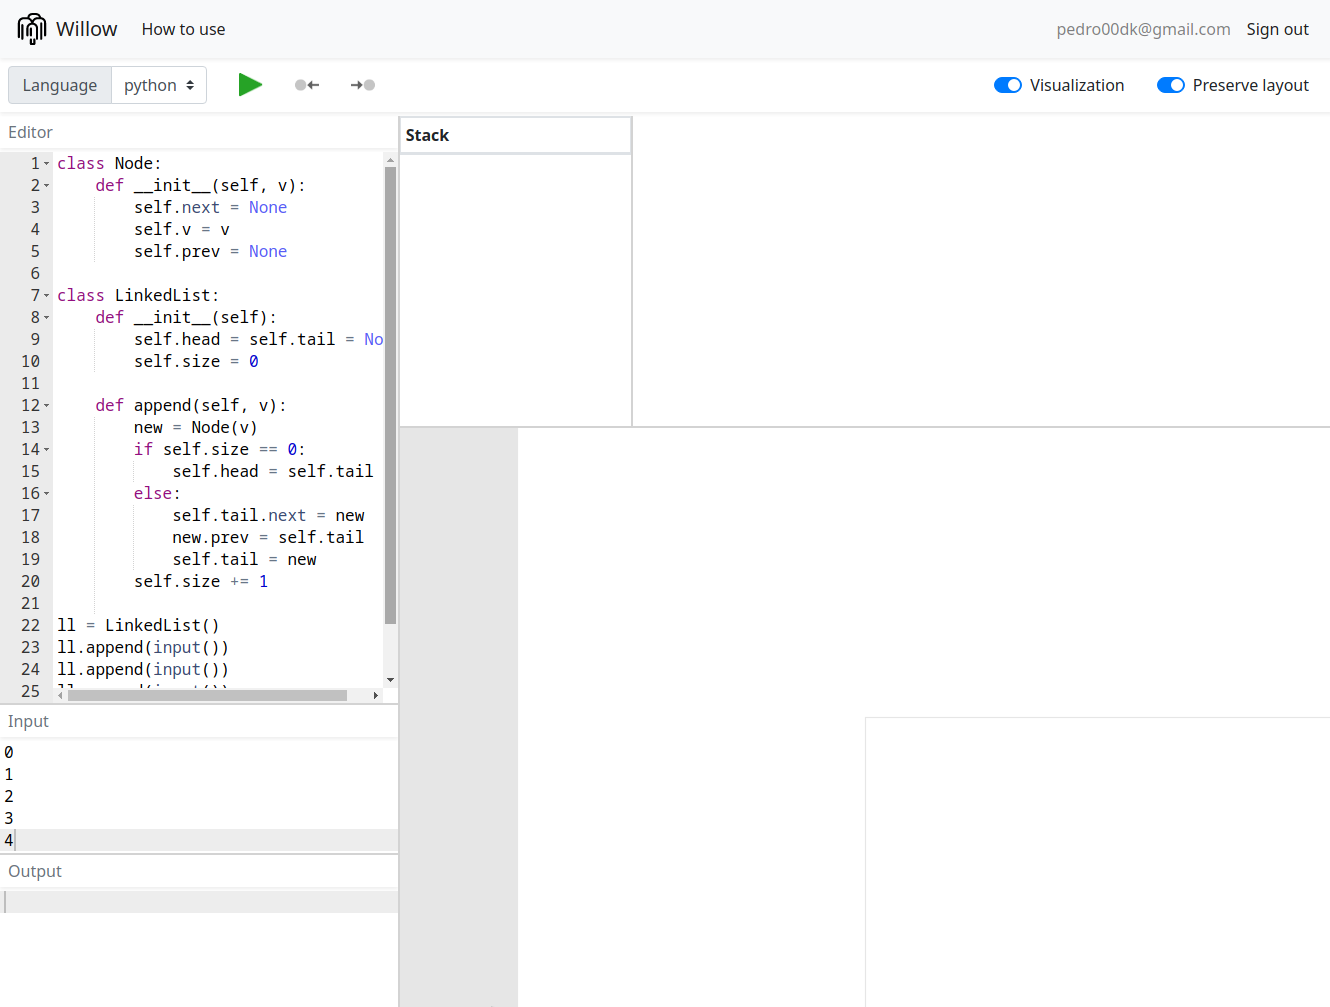 Willow How to use pedro00dk@gmail.com Sign out
Language python Visualization Preserve layout
Editor
Stack
1 class Node:
2 def __init__(self, v):
3 self.next = None
4 self.v = v
5 self.prev = None
6
7 class LinkedList:
8 def __init__(self):
9 self.head = self.tail = No
10 self.size = 0
11
12 def append(self, v):
13 new = Node(v)
14 if self.size == 0:
15 self.head = self.tail
16 else:
17 self.tail.next = new
18 new.prev = self.tail
19 self.tail = new
20 self.size += 1
21
22 ll = LinkedList()
23 ll.append(input())
24 ll.append(input())
25
Input
0
1
2
3
4
Output